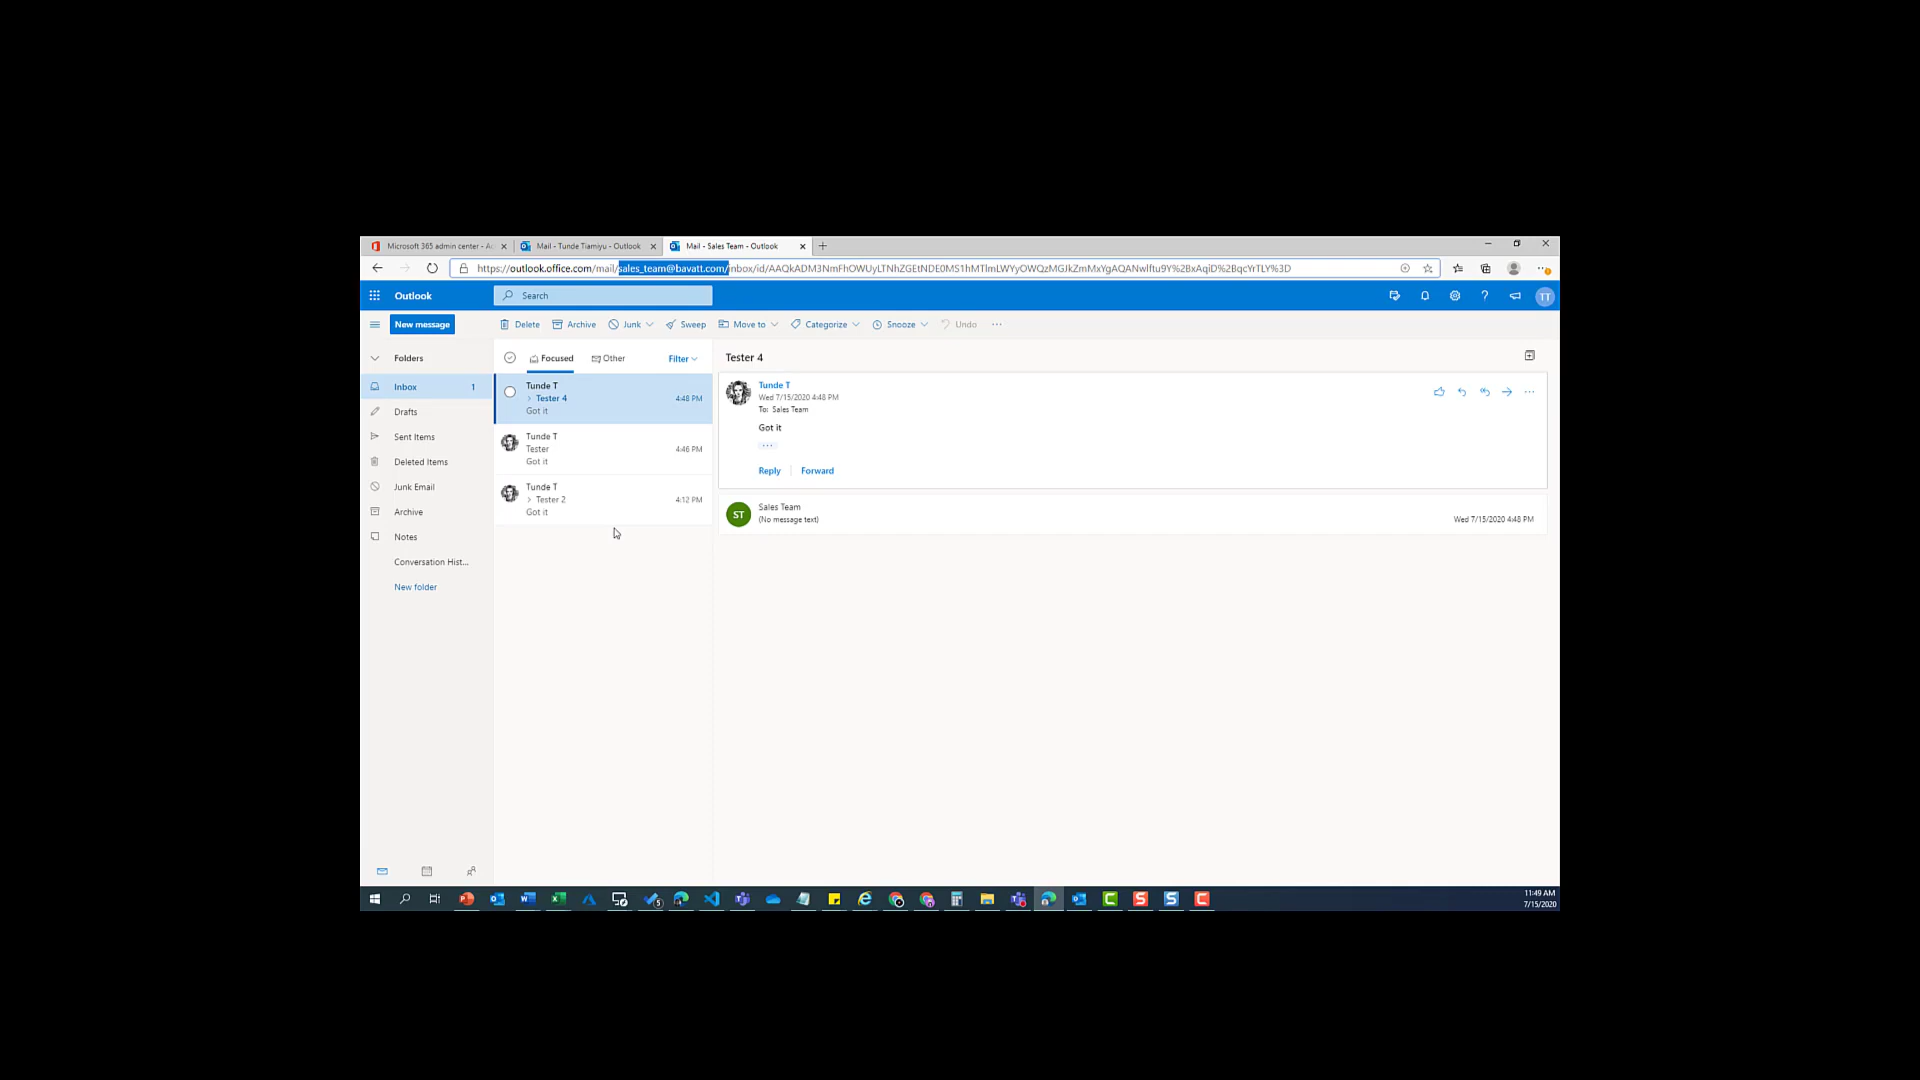 Microsoft 365 admin center - Ac
Mail - Tunde Tiamiyu - Outlook
Mail - Sales Team - Outlook
https://outlook.office.com/mail/sales_team@bavatt.com/inbox/id/
Outlook
Search
TT
New message
Delete
Archive
Junk
Sweep
Move to
Categorize
Snooze
Undo
Folders
Inbox 1
Drafts
Sent Items
Deleted Items
Junk Email
Archive
Notes
Conversation Hist...
New folder
Focused
Other
Filter
Tunde T
Tester 4 4:48 PM
Got it
Tunde T
Tester 4:46 PM
Got it
Tunde T
Tester 2 4:12 PM
Got it
Tester 4
Tunde T
Wed 7/15/2020 4:48 PM
To: Sales Team
Got it
...
Reply Forward
ST
Sales Team
(No message text)
Wed 7/15/2020 4:48 PM
11:49 AM
7/15/2020